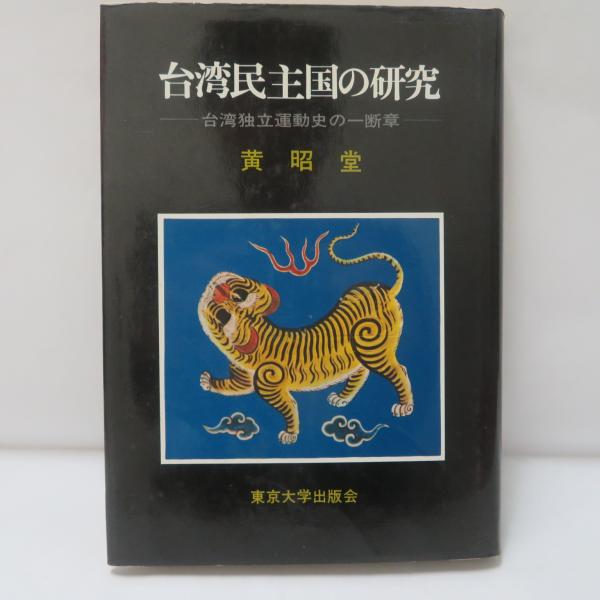 台湾民主国の研究
台湾独立運動史の一断章
黄昭堂
東京大学出版会